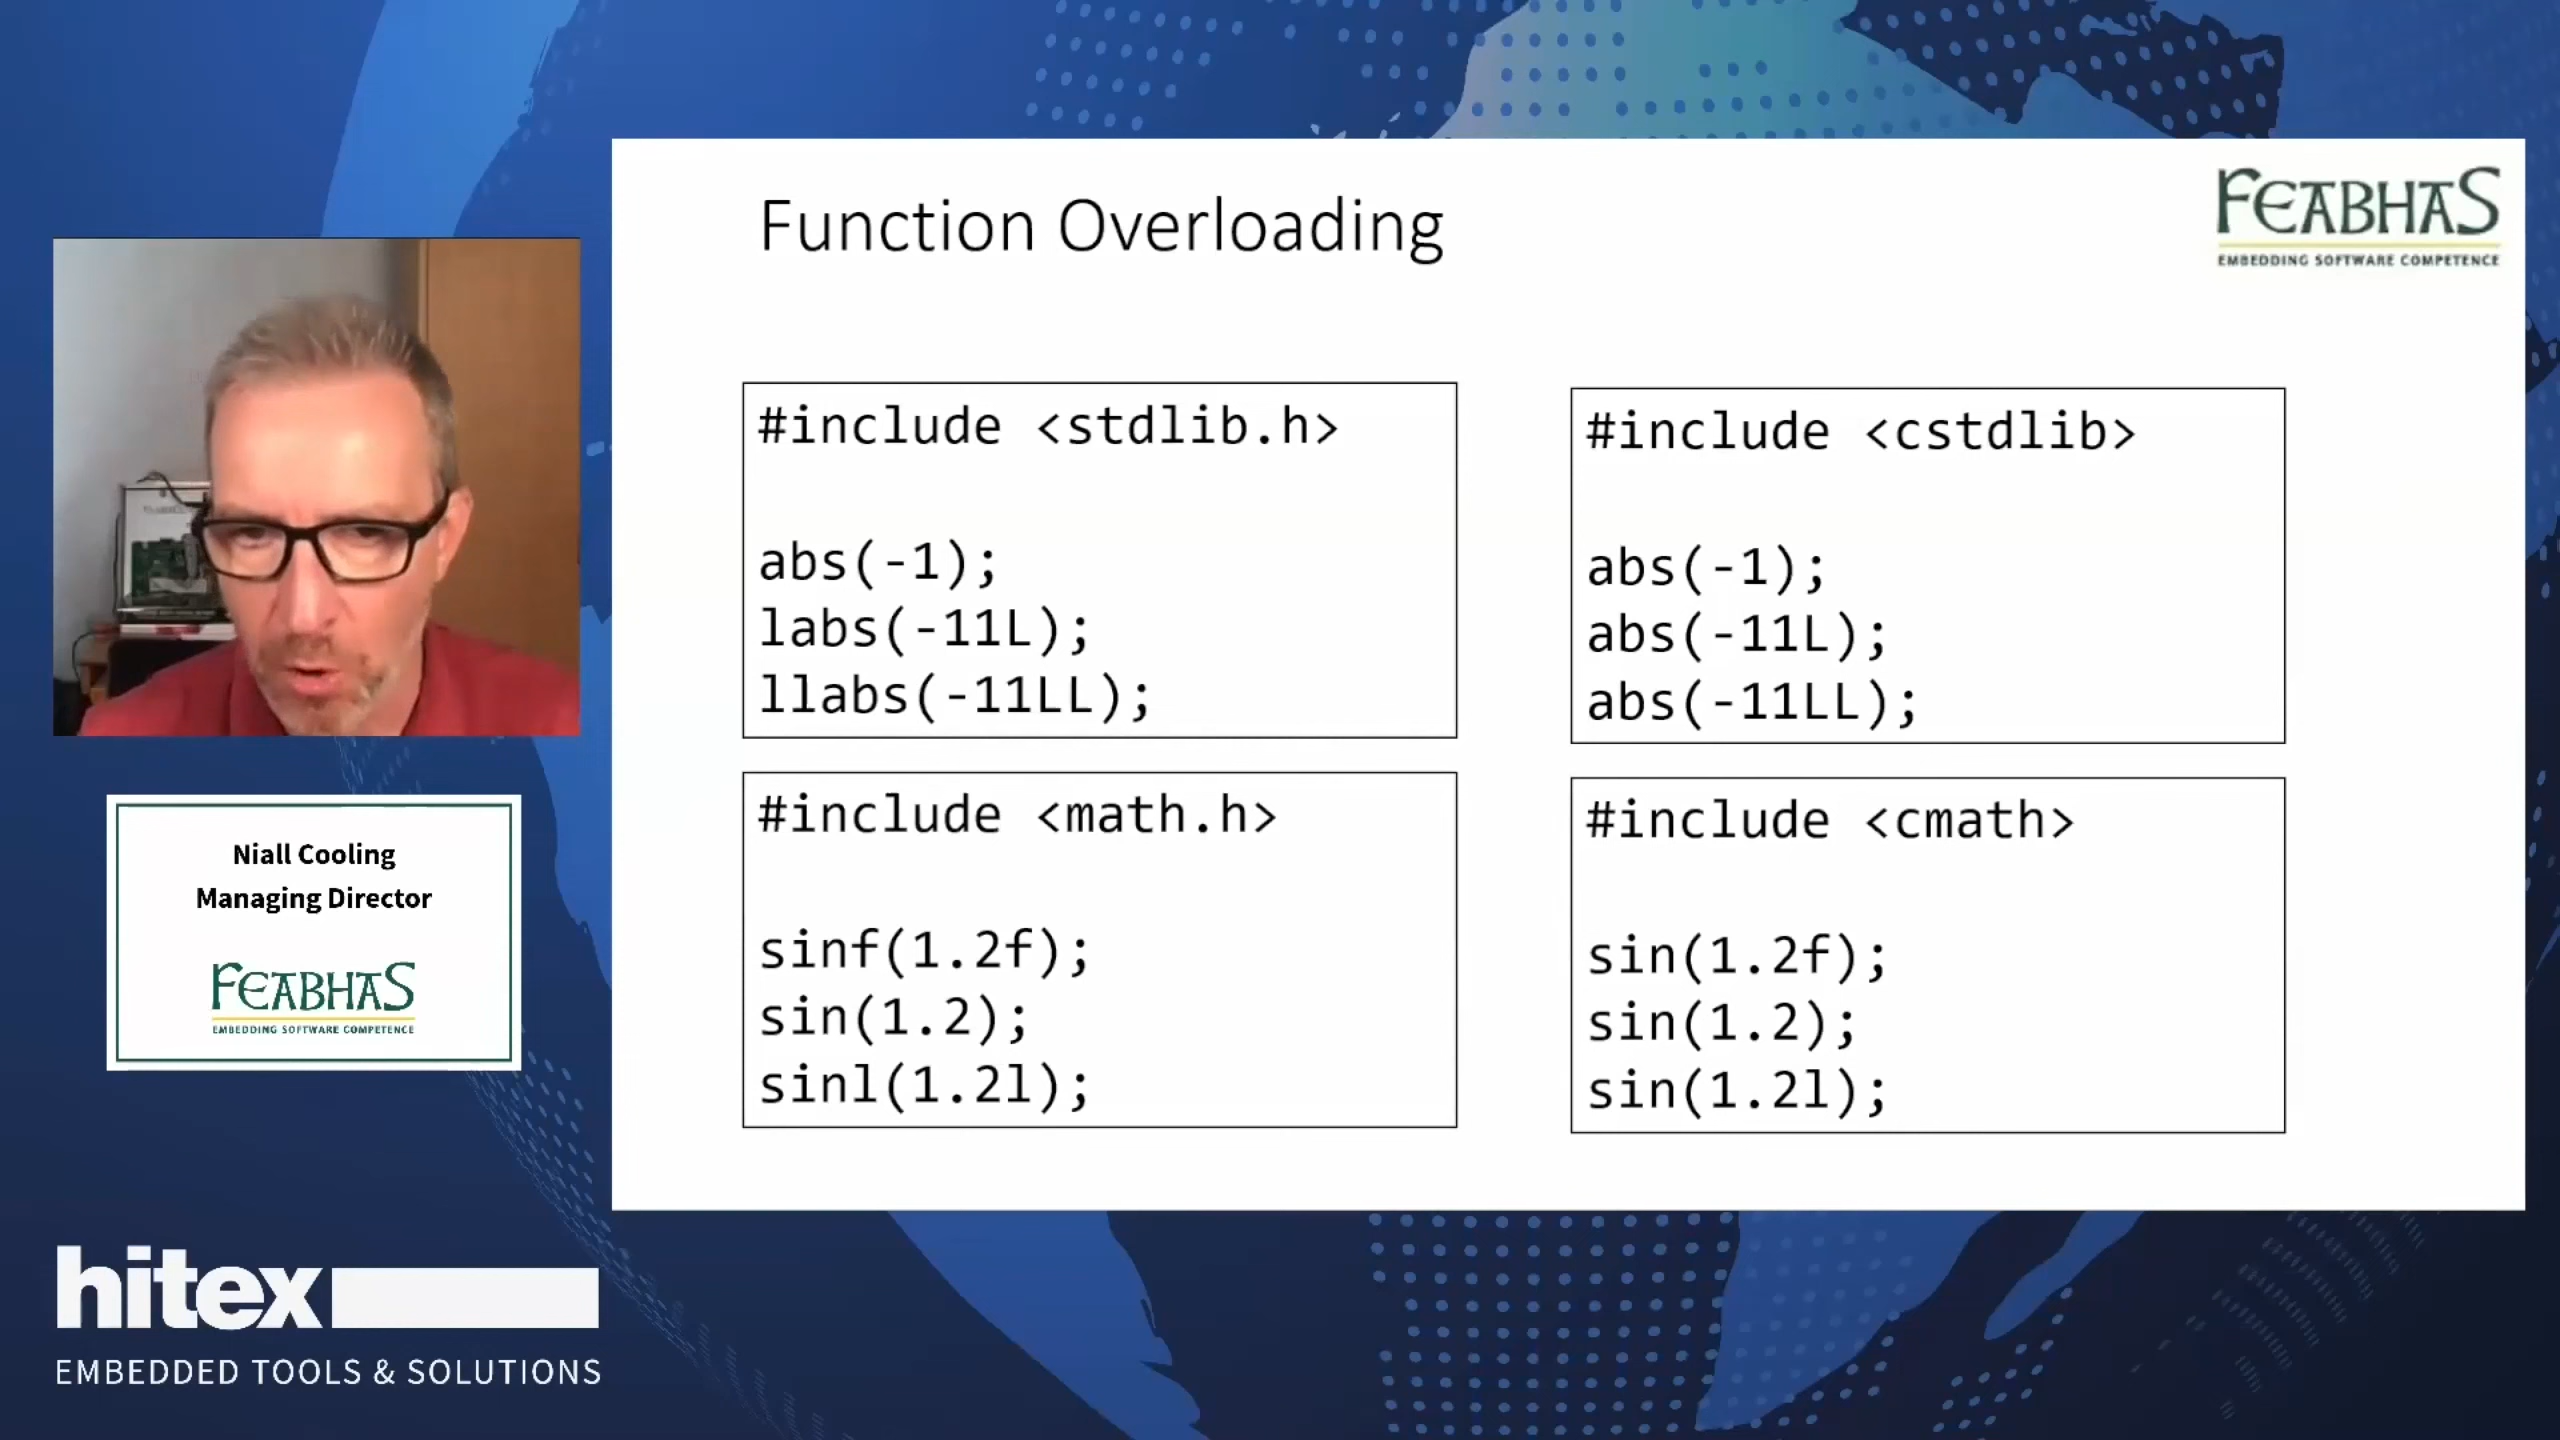 Function Overloading
FEABHAS
EMBEDDING SOFTWARE COMPETENCE
#include <stdlib.h>
abs(-1);
labs(-11L);
llabs(-11LL);
#include <cstdlib>
abs(-1);
abs(-11L);
abs(-11LL);
#include <math.h>
sinf(1.2f);
sin(1.2);
sinl(1.2l);
#include <cmath>
sin(1.2f);
sin(1.2);
sin(1.2l);
Niall Cooling
Managing Director
FEABHAS
EMBEDDING SOFTWARE COMPETENCE
hitex
EMBEDDED TOOLS & SOLUTIONS